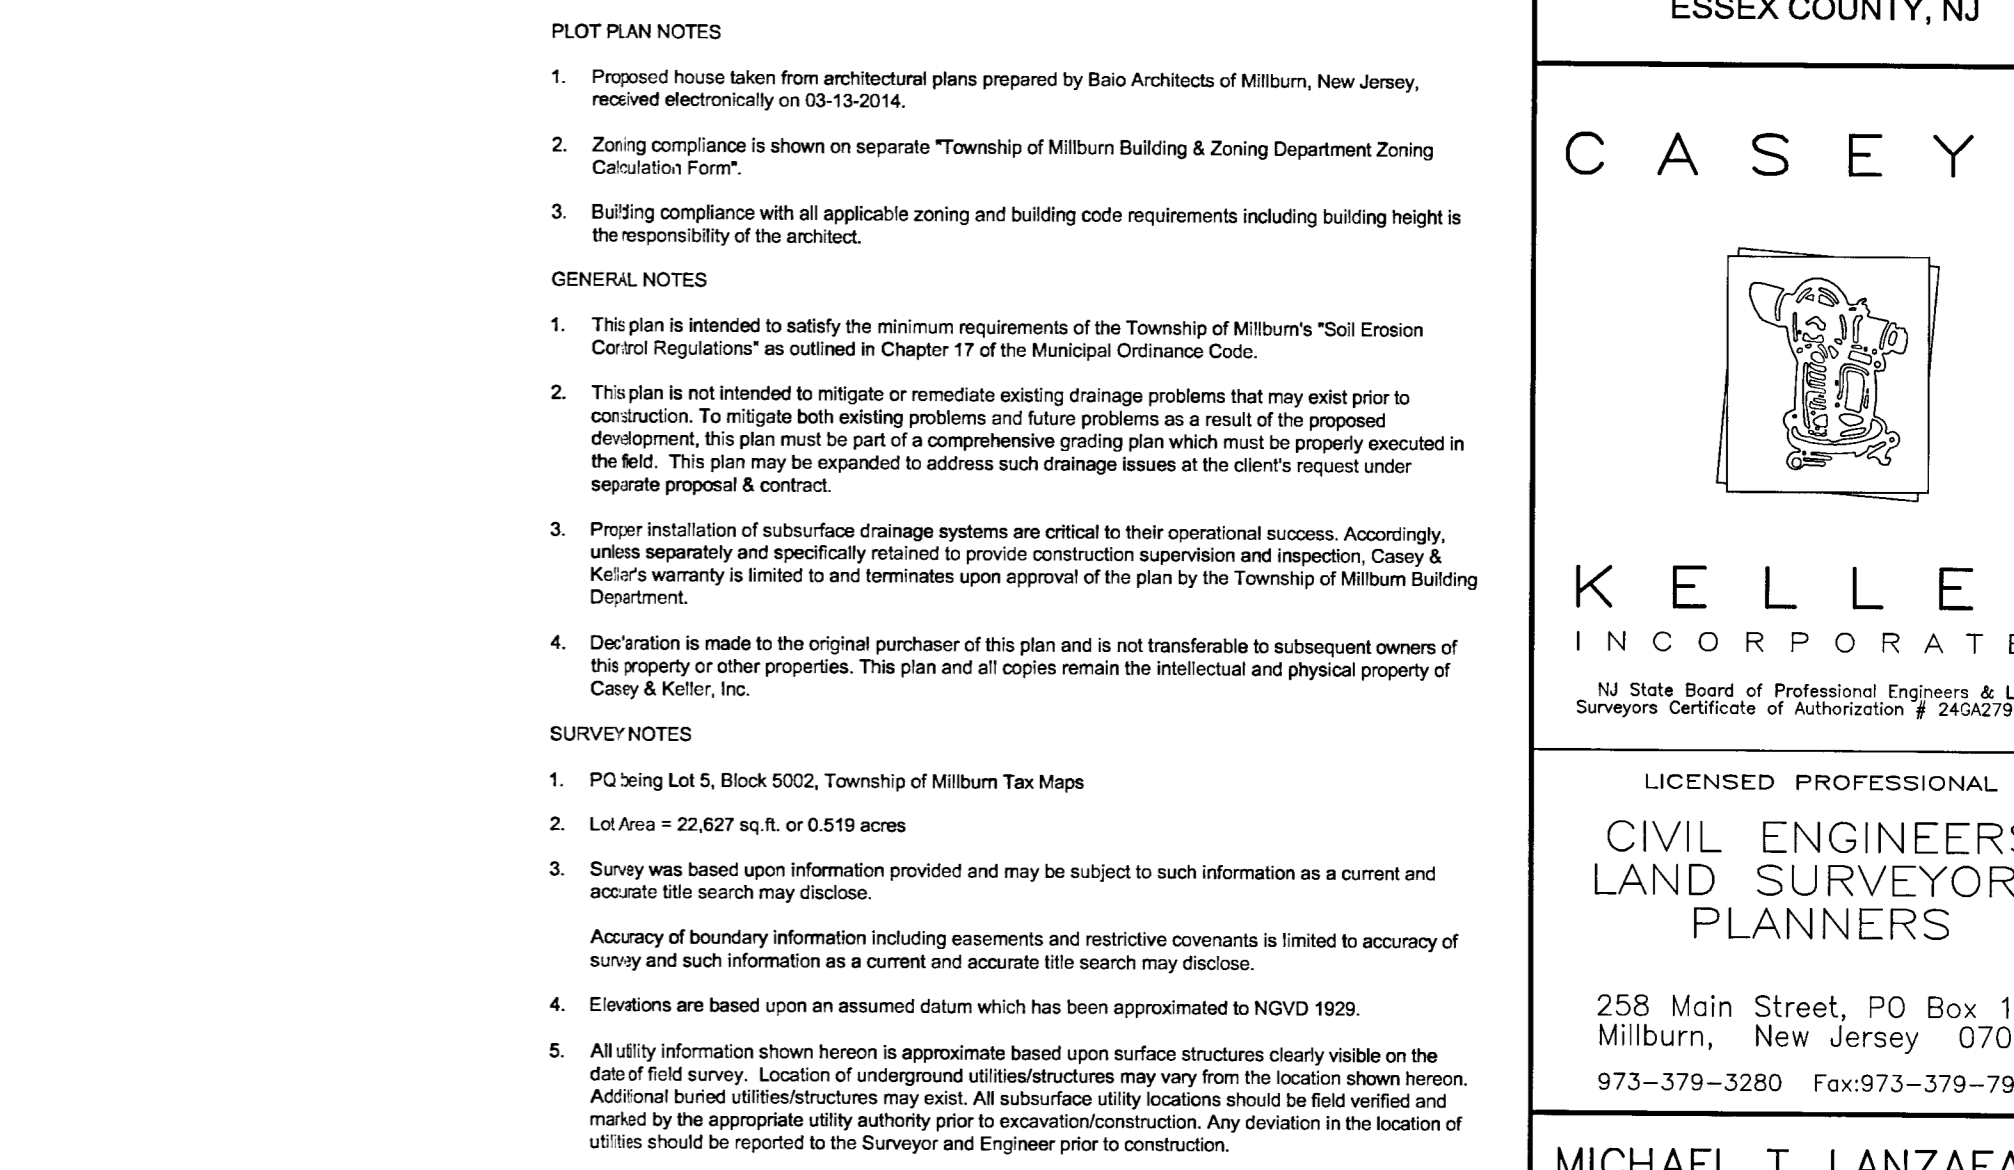 PLOT PLAN NOTES
1. Proposed house taken from architectural plans prepared by Baio Architects of Millburn, New Jersey,
received electronically on 03-13-2014.
2. Zoning compliance is shown on separate "Township of Millburn Building & Zoning Department Zoning
Calculation Form".
3. Building compliance with all applicable zoning and building code requirements including building height is
the responsibility of the architect.
GENERAL NOTES
1. This plan is intended to satisfy the minimum requirements of the Township of Millburn's "Soil Erosion
Control Regulations" as outlined in Chapter 17 of the Municipal Ordinance Code.
2. This plan is not intended to mitigate or remediate existing drainage problems that may exist prior to
construction. To mitigate both existing problems and future problems as a result of the proposed
development, this plan must be part of a comprehensive grading plan which must be properly executed in
the field. This plan may be expanded to address such drainage issues at the client's request under
separate proposal & contract.
3. Proper installation of subsurface drainage systems are critical to their operational success. Accordingly,
unless separately and specifically retained to provide construction supervision and inspection, Casey &
Keller's warranty is limited to and terminates upon approval of the plan by the Township of Millburn Building
Department.
4. Declaration is made to the original purchaser of this plan and is not transferable to subsequent owners of
this property or other properties. This plan and all copies remain the intellectual and physical property of
Casey & Keller, Inc.
SURVEY NOTES
1. PQ being Lot 5, Block 5002, Township of Millburn Tax Maps
2. Lot Area = 22,627 sq.ft. or 0.519 acres
3. Survey was based upon information provided and may be subject to such information as a current and
accurate title search may disclose.
Accuracy of boundary information including easements and restrictive covenants is limited to accuracy of
survey and such information as a current and accurate title search may disclose.
4. Elevations are based upon an assumed datum which has been approximated to NGVD 1929.
5. All utility information shown hereon is approximate based upon surface structures clearly visible on the
date of field survey. Location of underground utilities/structures may vary from the location shown hereon.
Additional buried utilities/structures may exist. All subsurface utility locations should be field verified and
marked by the appropriate utility authority prior to excavation/construction. Any deviation in the location of
utilities should be reported to the Surveyor and Engineer prior to construction.
ESSEX COUNTY, NJ
CASEY
KELLE
INCORPORATE
NJ State Board of Professional Engineers & L
Surveyors Certificate of Authorization # 24GA279
LICENSED PROFESSIONAL
CIVIL ENGINEERS
LAND SURVEYOR
PLANNERS
258 Main Street, PO Box 1
Millburn, New Jersey 070
973-379-3280 Fax:973-379-79
MICHAEL T. LANZAFA